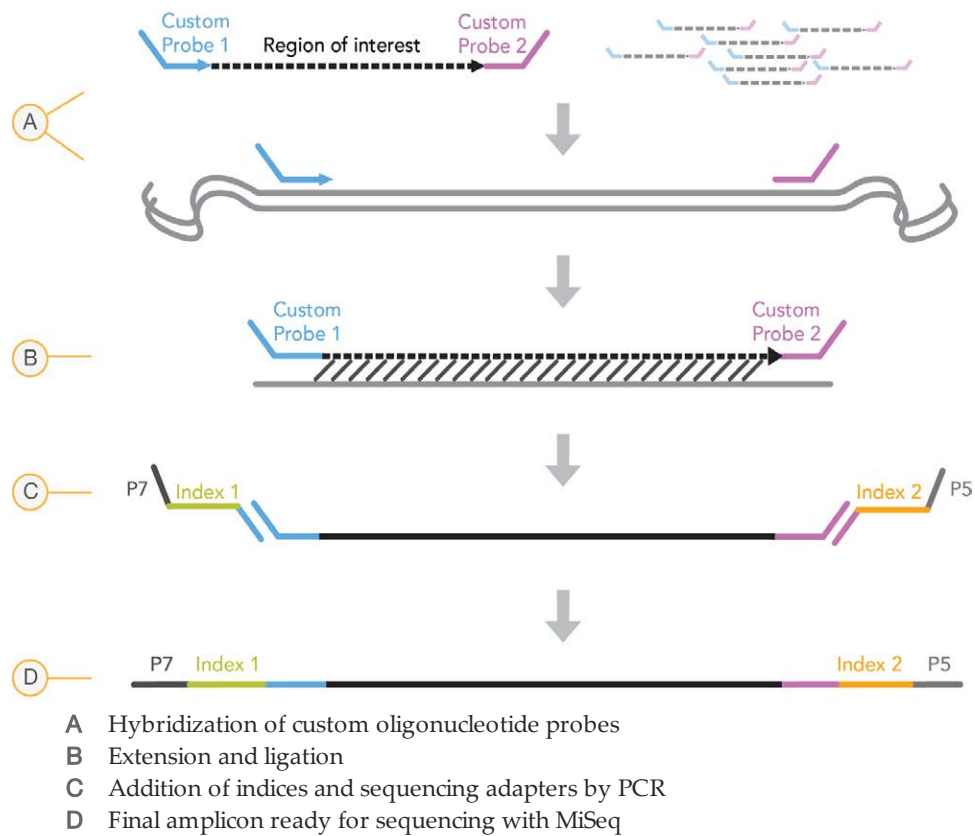 Custom
Probe 1
Region of interest
Custom
Probe 2
A
Custom
Probe 1
Custom
Probe 2
B
P7
Index 1
Index 2
P5
C
P7
Index 1
Index 2
P5
D
A Hybridization of custom oligonucleotide probes
B Extension and ligation
C Addition of indices and sequencing adapters by PCR
D Final amplicon ready for sequencing with MiSeq